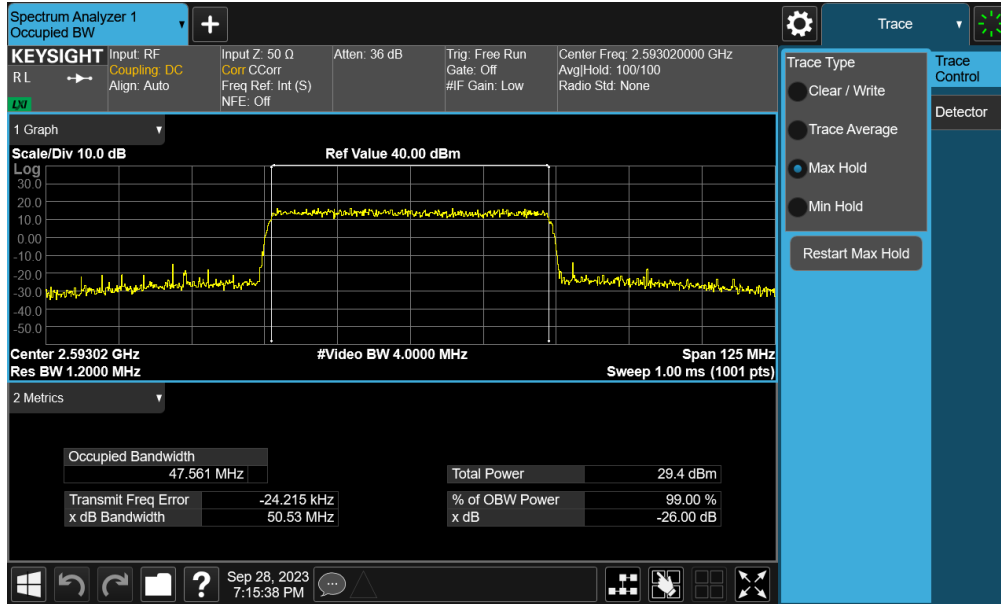 Spectrum Analyzer 1
Occupied BW
Trace
KEYSIGHT
R L
LXI
Input: RF
Coupling: DC
Align: Auto
Input Z: 50 Ω
Corr CCorr
Freq Ref: Int (S)
NFE: Off
Atten: 36 dB
Trig: Free Run
Gate: Off
#IF Gain: Low
Center Freq: 2.593020000 GHz
Avg|Hold: 100/100
Radio Std: None
Trace Type
Clear / Write
Trace Average
Max Hold
Min Hold
Restart Max Hold
Trace
Control
Detector
1 Graph
Scale/Div 10.0 dB
Ref Value 40.00 dBm
Log
30.0
20.0
10.0
0.00
-10.0
-20.0
-30.0
-40.0
-50.0
Center 2.59302 GHz
#Video BW 4.0000 MHz
Span 125 MHz
Res BW 1.2000 MHz
Sweep 1.00 ms (1001 pts)
2 Metrics
Occupied Bandwidth
47.561 MHz
Total Power 29.4 dBm
Transmit Freq Error -24.215 kHz
% of OBW Power 99.00 %
x dB Bandwidth 50.53 MHz
x dB -26.00 dB
?
Sep 28, 2023
7:15:38 PM